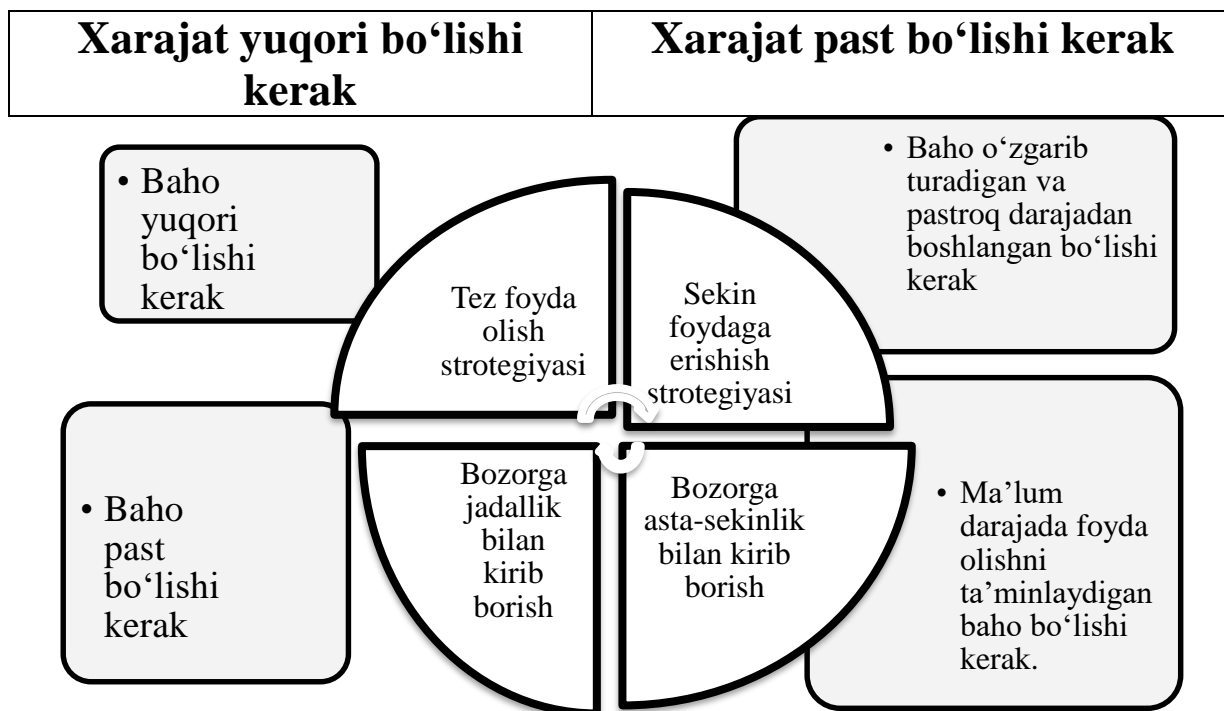 Xarajat yuqori bo‘lishi
kerak
Xarajat past bo‘lishi kerak
• Baho
yuqori
bo‘lishi
kerak
Tez foyda
olish
strotegiyasi
Sekin
foydaga
erishish
strotegiyasi
• Baho o‘zgarib
turadigan va
pastroq darajadan
boshlangan bo‘lishi
kerak
• Baho
past
bo‘lishi
kerak
Bozorga
jadallik
bilan
kirib
borish
Bozorga
asta-sekinlik
bilan kirib
borish
• Ma’lum
darajada foyda
olishni
ta’minlaydigan
baho bo‘lishi
kerak.